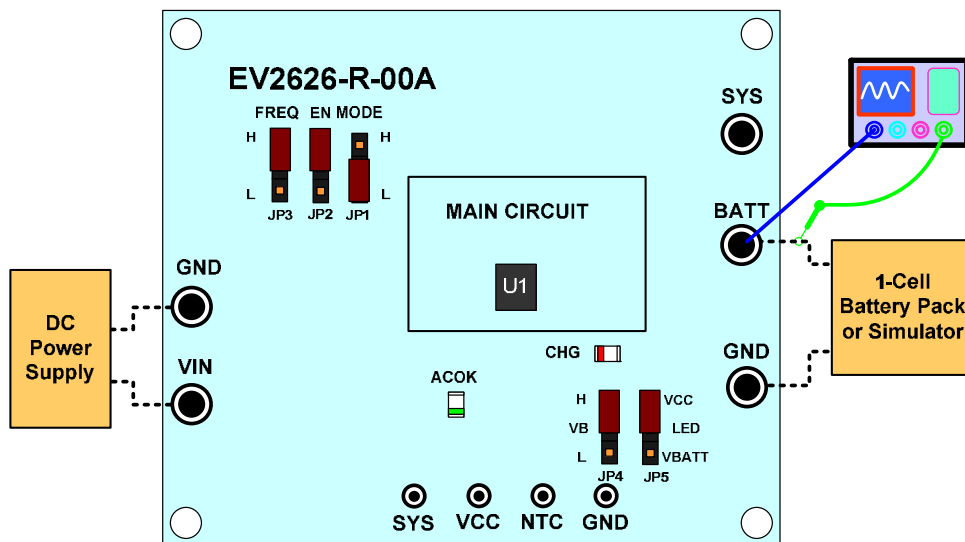 EV2626-R-00A
FREQ EN MODE
H H
L L
JP3 JP2 JP1
SYS
MAIN CIRCUIT
BATT
U1
GND
DC
Power
Supply
VIN
1-Cell
Battery Pack
or Simulator
CHG
GND
ACOK
H VCC
VB LED
L VBATT
JP4 JP5
SYS VCC NTC GND